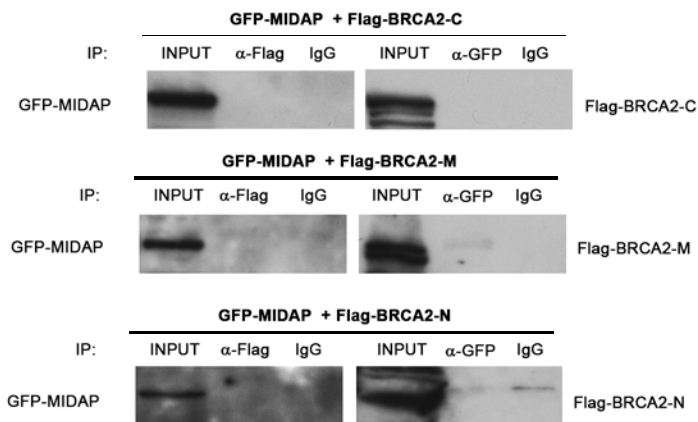 GFP-MIDAP + Flag-BRCA2-C
IP: INPUT α-Flag IgG INPUT α-GFP IgG
GFP-MIDAP Flag-BRCA2-C
GFP-MIDAP + Flag-BRCA2-M
IP: INPUT α-Flag IgG INPUT α-GFP IgG
GFP-MIDAP Flag-BRCA2-M
GFP-MIDAP + Flag-BRCA2-N
IP: INPUT α-Flag IgG INPUT α-GFP IgG
GFP-MIDAP Flag-BRCA2-N